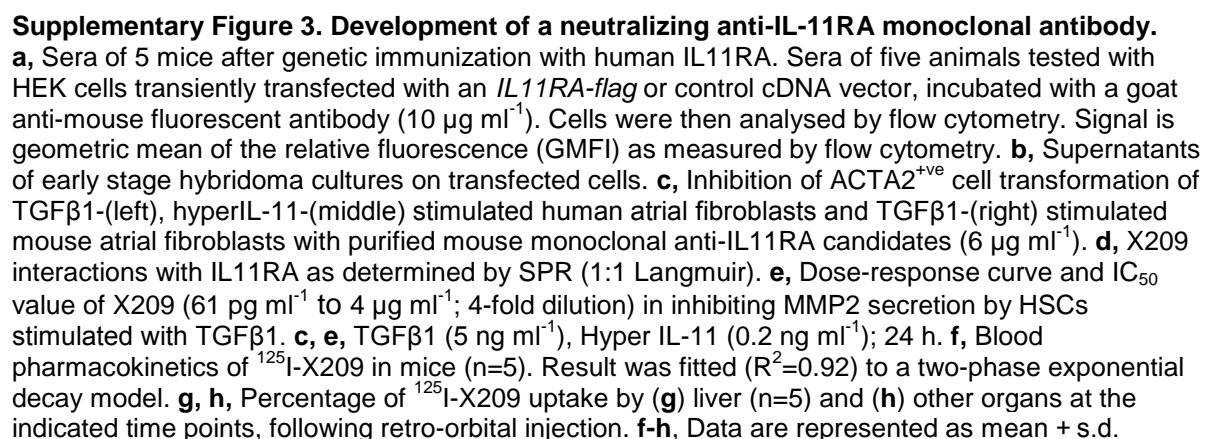 Supplementary Figure 3. Development of a neutralizing anti-IL-11RA monoclonal antibody.
a, Sera of 5 mice after genetic immunization with human IL11RA. Sera of five animals tested with
HEK cells transiently transfected with an IL11RA-flag or control cDNA vector, incubated with a goat
anti-mouse fluorescent antibody (10 µg ml⁻¹). Cells were then analysed by flow cytometry. Signal is
geometric mean of the relative fluorescence (GMFI) as measured by flow cytometry. b, Supernatants
of early stage hybridoma cultures on transfected cells. c, Inhibition of ACTA2⁺ᵛᵉ cell transformation of
TGFβ1-(left), hyperIL-11-(middle) stimulated human atrial fibroblasts and TGFβ1-(right) stimulated
mouse atrial fibroblasts with purified mouse monoclonal anti-IL11RA candidates (6 µg ml⁻¹). d, X209
interactions with IL11RA as determined by SPR (1:1 Langmuir). e, Dose-response curve and IC₅₀
value of X209 (61 pg ml⁻¹ to 4 µg ml⁻¹; 4-fold dilution) in inhibiting MMP2 secretion by HSCs
stimulated with TGFβ1. c, e, TGFβ1 (5 ng ml⁻¹), Hyper IL-11 (0.2 ng ml⁻¹); 24 h. f, Blood
pharmacokinetics of ¹²⁵I-X209 in mice (n=5). Result was fitted (R²=0.92) to a two-phase exponential
decay model. g, h, Percentage of ¹²⁵I-X209 uptake by (g) liver (n=5) and (h) other organs at the
indicated time points, following retro-orbital injection. f-h, Data are represented as mean + s.d.